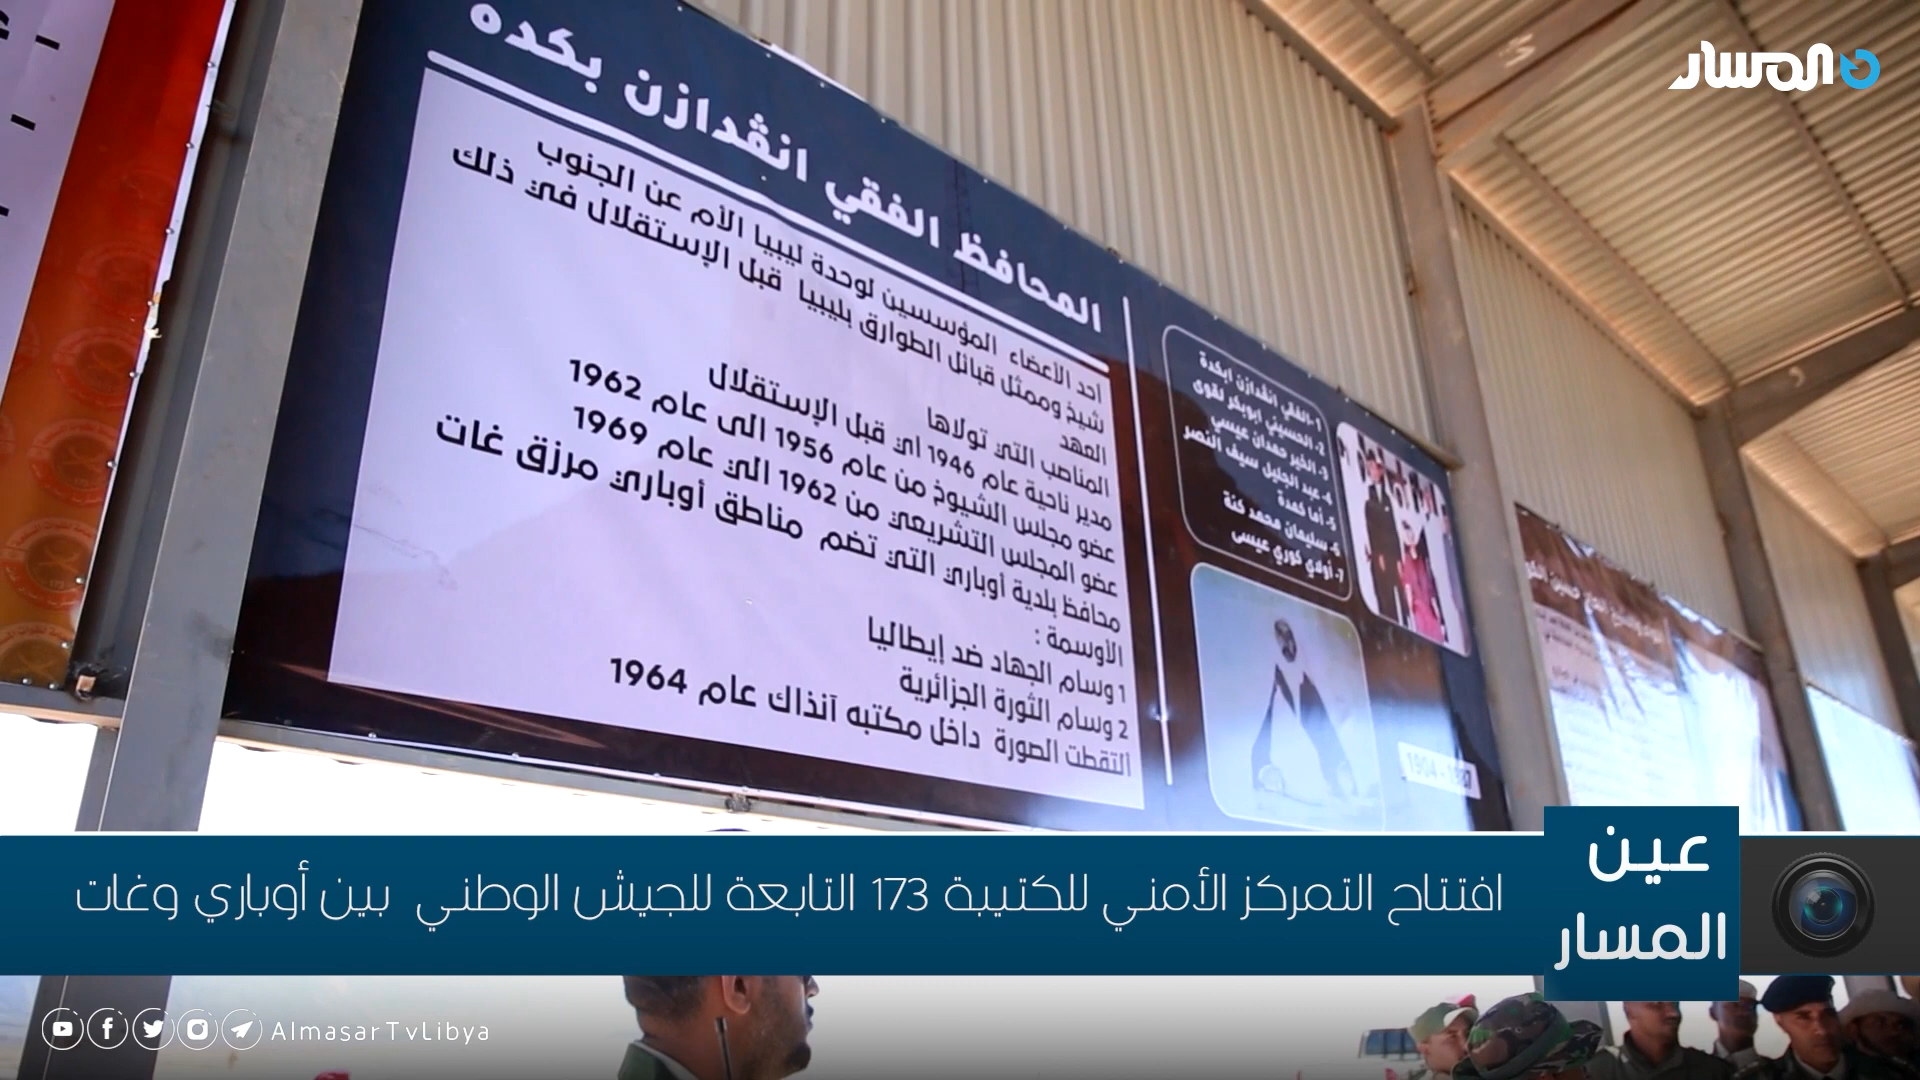 المسار
المحافظ الفقي انڨدازن بكده
احد الأعضاء المؤسسين لوحدة ليبيا الأم عن الجنوب
شيخ وممثل قبائل الطوارق بليبيا قبل الإستقلال في ذلك
العهد
المناصب التي تولاها
مدير ناحية عام 1946 اي قبل الإستقلال
عضو مجلس الشيوخ من عام 1956 الى عام 1962
عضو المجلس التشريعي من 1962 الي عام 1969
محافظ بلدية أوباري التي تضم مناطق أوباري مرزق غات
الأوسمة :
1 وسام الجهاد ضد إيطاليا
2 وسام الثورة الجزائرية
التقطت الصورة داخل مكتبه آنذاك عام 1964
1- الفقي إنڨدازن ابكدة
2- الحسيني ابوبكر لقوى
3- الخير حمدان عيسي
4- عبد الجليل سيف النصر
5- أما كمدة
6- سليمان محمد كنة
7- أولاي كوري عيسى
عين
المسار
افتتاح التمركز الأمني للكتيبة 173 التابعة للجيش الوطني بين أوباري وغات
AlmasarTvLibya